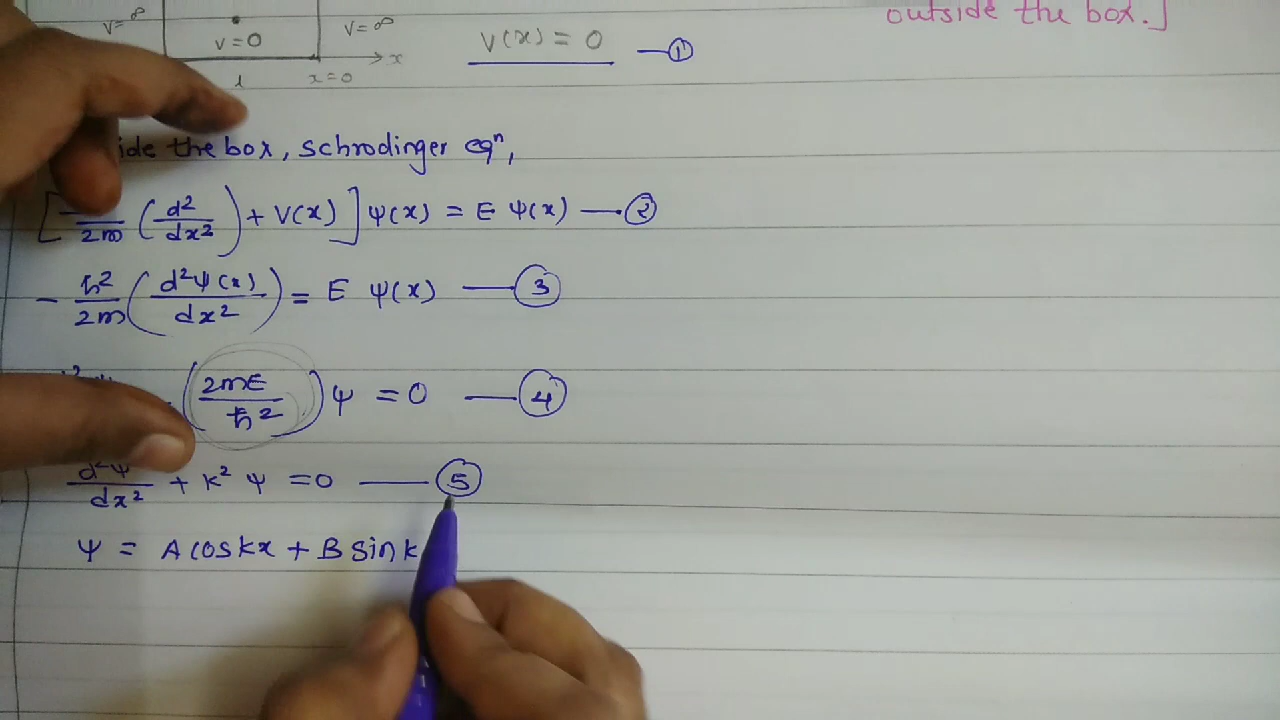 outside the box.]
V=∞ V=0 V=∞
V(x) = 0 —①
x
l x=0
the box, Schrodinger eqⁿ,
[ /2m (d²/dx²) + V(x) ] Ψ(x) = E Ψ(x) —②
- ℏ²/2m (d²Ψ(x)/dx²) = E Ψ(x) —③
(2mE/ℏ²) Ψ = 0 —④
d²Ψ/dx² + k² Ψ = 0 —⑤
Ψ = A cos kx + B sin k